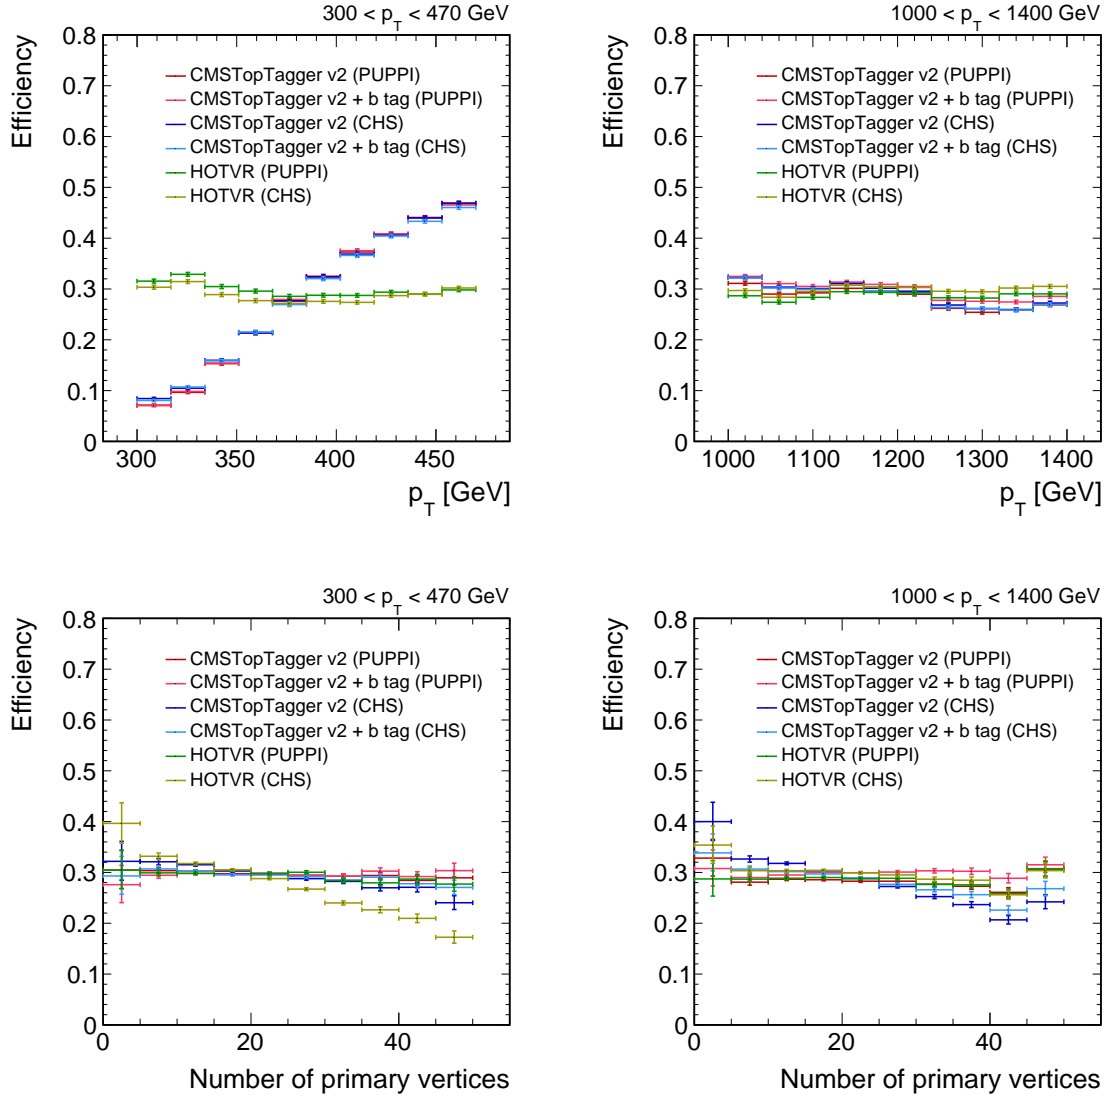 300 < p_T < 470 GeV
Efficiency
0.8
0.7
0.6
0.5
0.4
0.3
0.2
0.1
0
CMSTopTagger v2 (PUPPI)
CMSTopTagger v2 + b tag (PUPPI)
CMSTopTagger v2 (CHS)
CMSTopTagger v2 + b tag (CHS)
HOTVR (PUPPI)
HOTVR (CHS)
300 350 400 450
p_T [GeV]
1000 < p_T < 1400 GeV
Efficiency
0.8
0.7
0.6
0.5
0.4
0.3
0.2
0.1
0
CMSTopTagger v2 (PUPPI)
CMSTopTagger v2 + b tag (PUPPI)
CMSTopTagger v2 (CHS)
CMSTopTagger v2 + b tag (CHS)
HOTVR (PUPPI)
HOTVR (CHS)
1000 1100 1200 1300 1400
p_T [GeV]
300 < p_T < 470 GeV
Efficiency
0.8
0.7
0.6
0.5
0.4
0.3
0.2
0.1
0
CMSTopTagger v2 (PUPPI)
CMSTopTagger v2 + b tag (PUPPI)
CMSTopTagger v2 (CHS)
CMSTopTagger v2 + b tag (CHS)
HOTVR (PUPPI)
HOTVR (CHS)
0 20 40
Number of primary vertices
1000 < p_T < 1400 GeV
Efficiency
0.8
0.7
0.6
0.5
0.4
0.3
0.2
0.1
0
CMSTopTagger v2 (PUPPI)
CMSTopTagger v2 + b tag (PUPPI)
CMSTopTagger v2 (CHS)
CMSTopTagger v2 + b tag (CHS)
HOTVR (PUPPI)
HOTVR (CHS)
0 20 40
Number of primary vertices